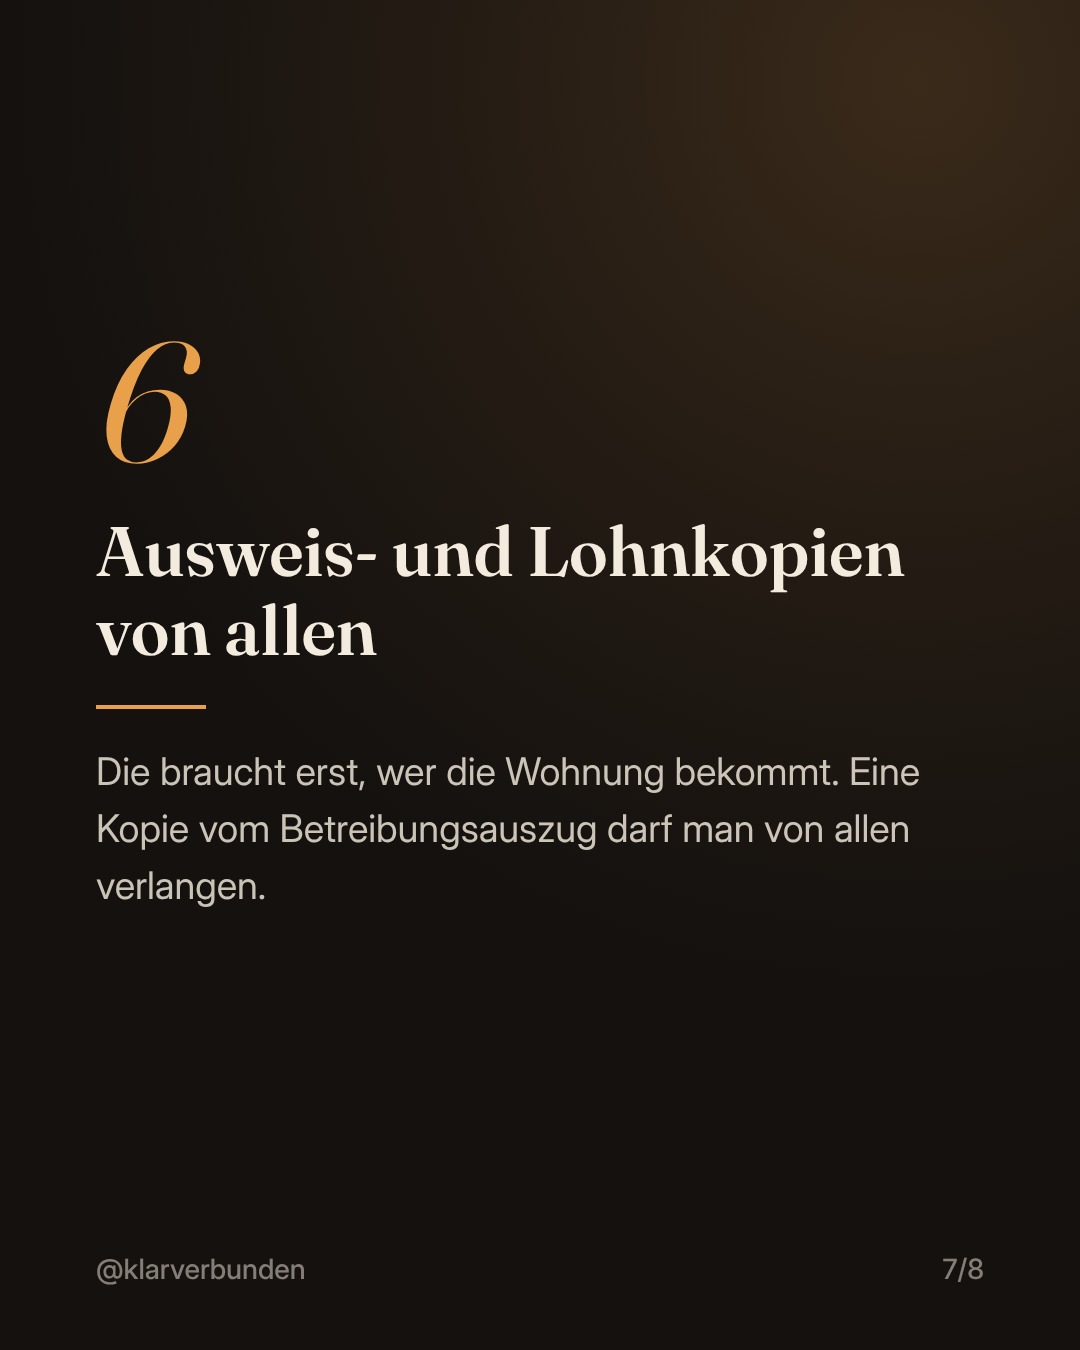 6
Ausweis- und Lohnkopien
von allen
Die braucht erst, wer die Wohnung bekommt. Eine
Kopie vom Betreibungsauszug darf man von allen
verlangen.
@klarverbunden
7/8